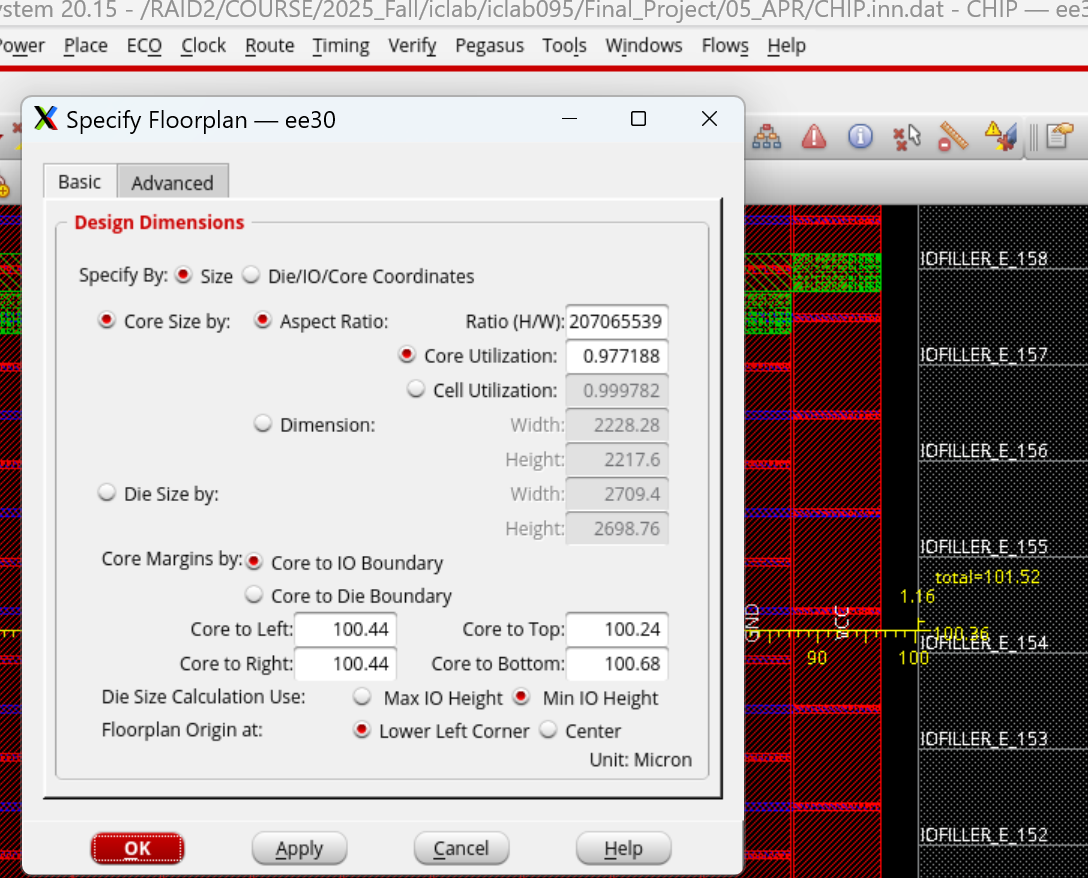 ystem 20.15 - /RAID2/COURSE/2025_Fall/iclab/iclab095/Final_Project/05_APR/CHIP.inn.dat - CHIP — ee3
Power Place ECO Clock Route Timing Verify Pegasus Tools Windows Flows Help
Specify Floorplan — ee30
Basic Advanced
Design Dimensions
Specify By: Size Die/IO/Core Coordinates
Core Size by: Aspect Ratio: Ratio (H/W): 207065539
Core Utilization: 0.977188
Cell Utilization: 0.999782
Dimension: Width: 2228.28
Height: 2217.6
Die Size by: Width: 2709.4
Height: 2698.76
Core Margins by: Core to IO Boundary
Core to Die Boundary
Core to Left: 100.44 Core to Top: 100.24
Core to Right: 100.44 Core to Bottom: 100.68
Die Size Calculation Use: Max IO Height Min IO Height
Floorplan Origin at: Lower Left Corner Center
Unit: Micron
OK Apply Cancel Help
IOFILLER_E_158
IOFILLER_E_157
IOFILLER_E_156
IOFILLER_E_155
total=101.52
1.16
GND VCC
100.36
IOFILLER_E_154
90 100
IOFILLER_E_153
IOFILLER_E_152